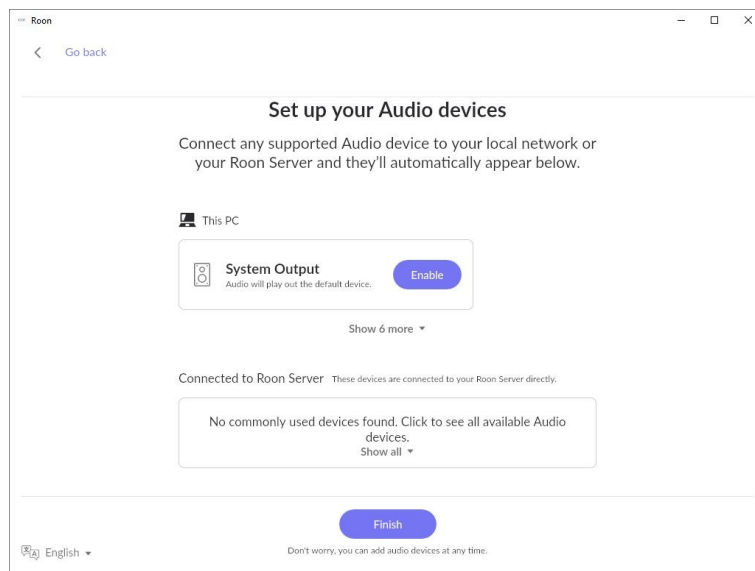 Roon
Go back
Set up your Audio devices
Connect any supported Audio device to your local network or
your Roon Server and they'll automatically appear below.
This PC
System Output
Audio will play out the default device.
Enable
Show 6 more
Connected to Roon Server These devices are connected to your Roon Server directly.
No commonly used devices found. Click to see all available Audio
devices.
Show all
Finish
Don't worry, you can add audio devices at any time.
English